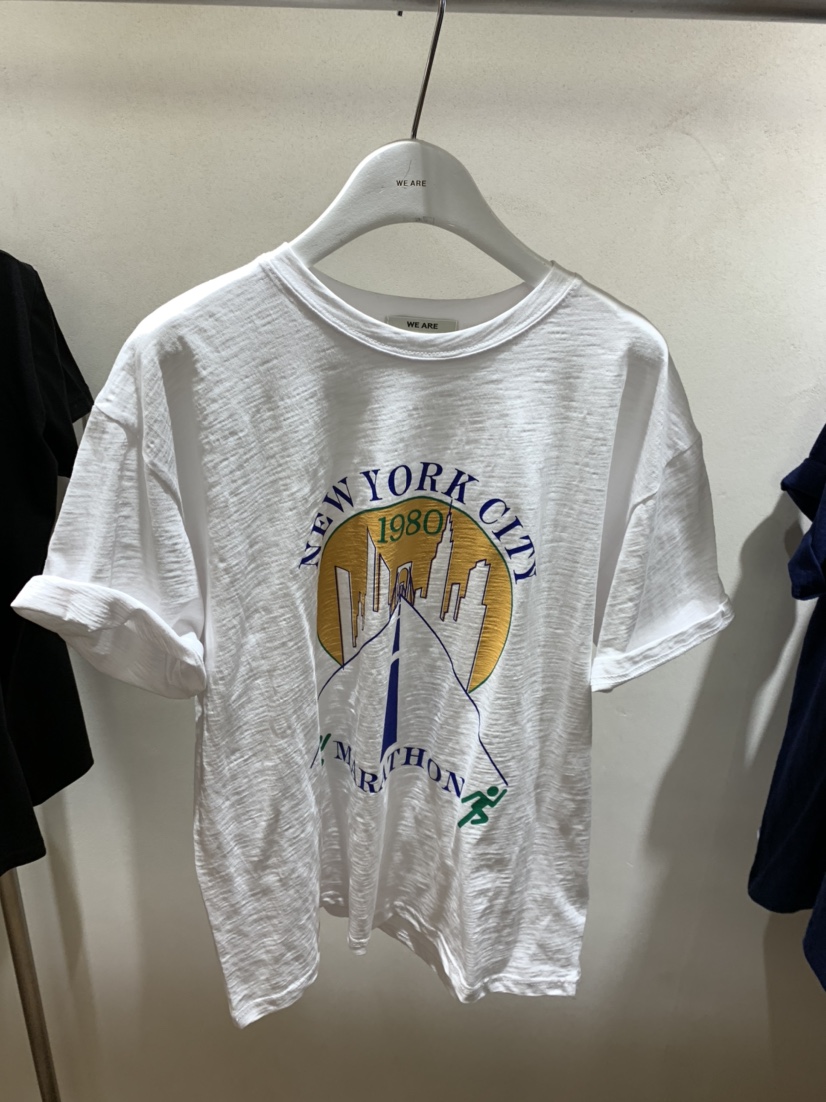 WE ARE
WE ARE
NEW YORK CITY
1980
MARATHON